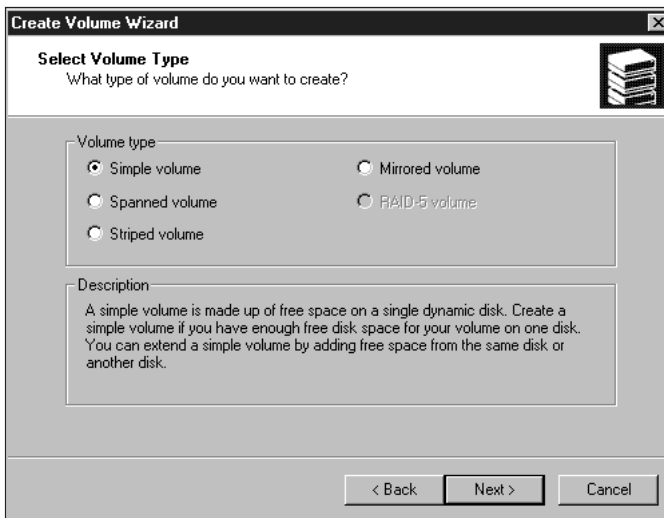 Create Volume Wizard
Select Volume Type
What type of volume do you want to create?
Volume type
Simple volume
Mirrored volume
Spanned volume
RAID-5 volume
Striped volume
Description
A simple volume is made up of free space on a single dynamic disk. Create a
simple volume if you have enough free disk space for your volume on one disk.
You can extend a simple volume by adding free space from the same disk or
another disk.
< Back
Next >
Cancel